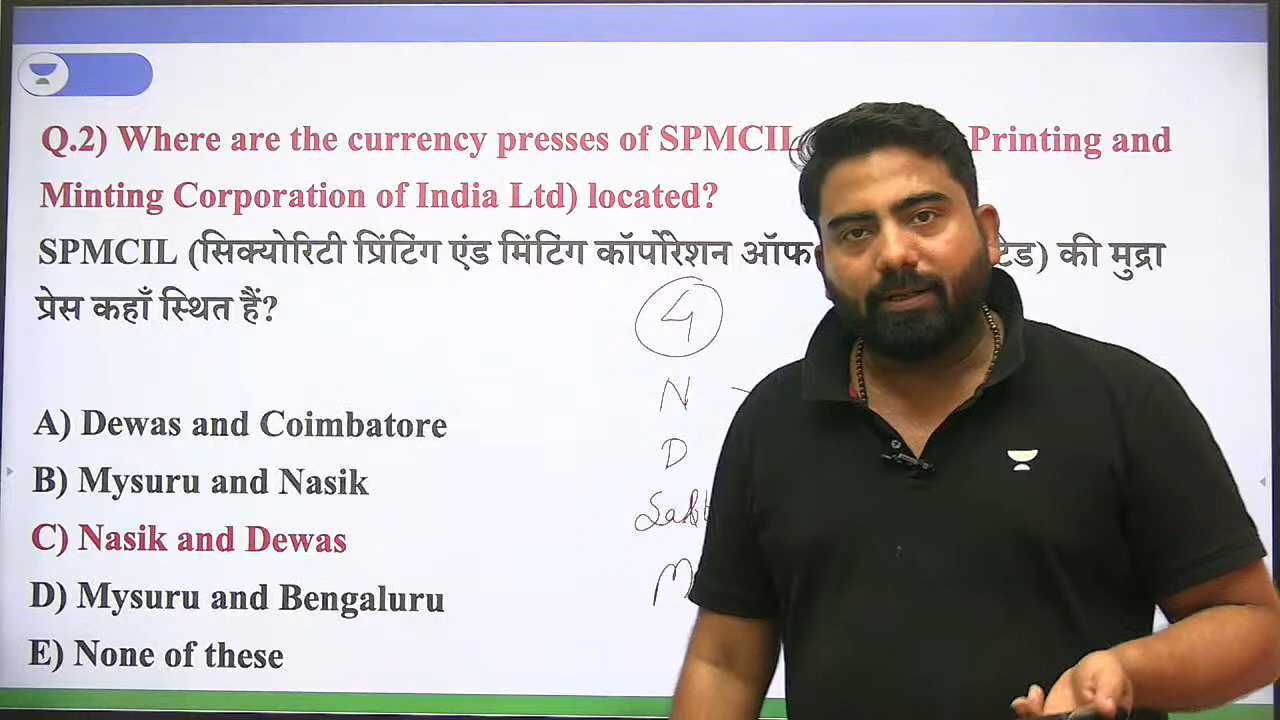 Q.2) Where are the currency presses of SPMCIL Printing and
Minting Corporation of India Ltd) located?
SPMCIL (सिक्योरिटी प्रिंटिंग एंड मिंटिंग कॉर्पोरेशन ऑफ की मुद्रा
प्रेस कहाँ स्थित हैं?
4
N
D
A) Dewas and Coimbatore
B) Mysuru and Nasik
C) Nasik and Dewas
M
D) Mysuru and Bengaluru
E) None of these